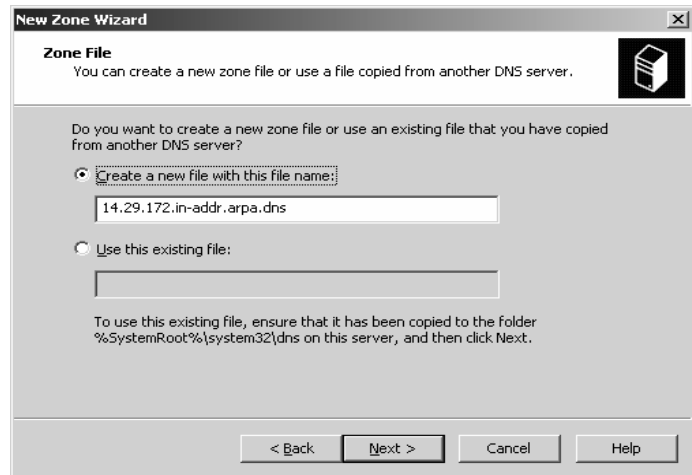 New Zone Wizard
Zone File
You can create a new zone file or use a file copied from another DNS server.
Do you want to create a new zone file or use an existing file that you have copied
from another DNS server?
Create a new file with this file name:
14.29.172.in-addr.arpa.dns
Use this existing file:
To use this existing file, ensure that it has been copied to the folder
%SystemRoot%\system32\dns on this server, and then click Next.
< Back Next > Cancel Help